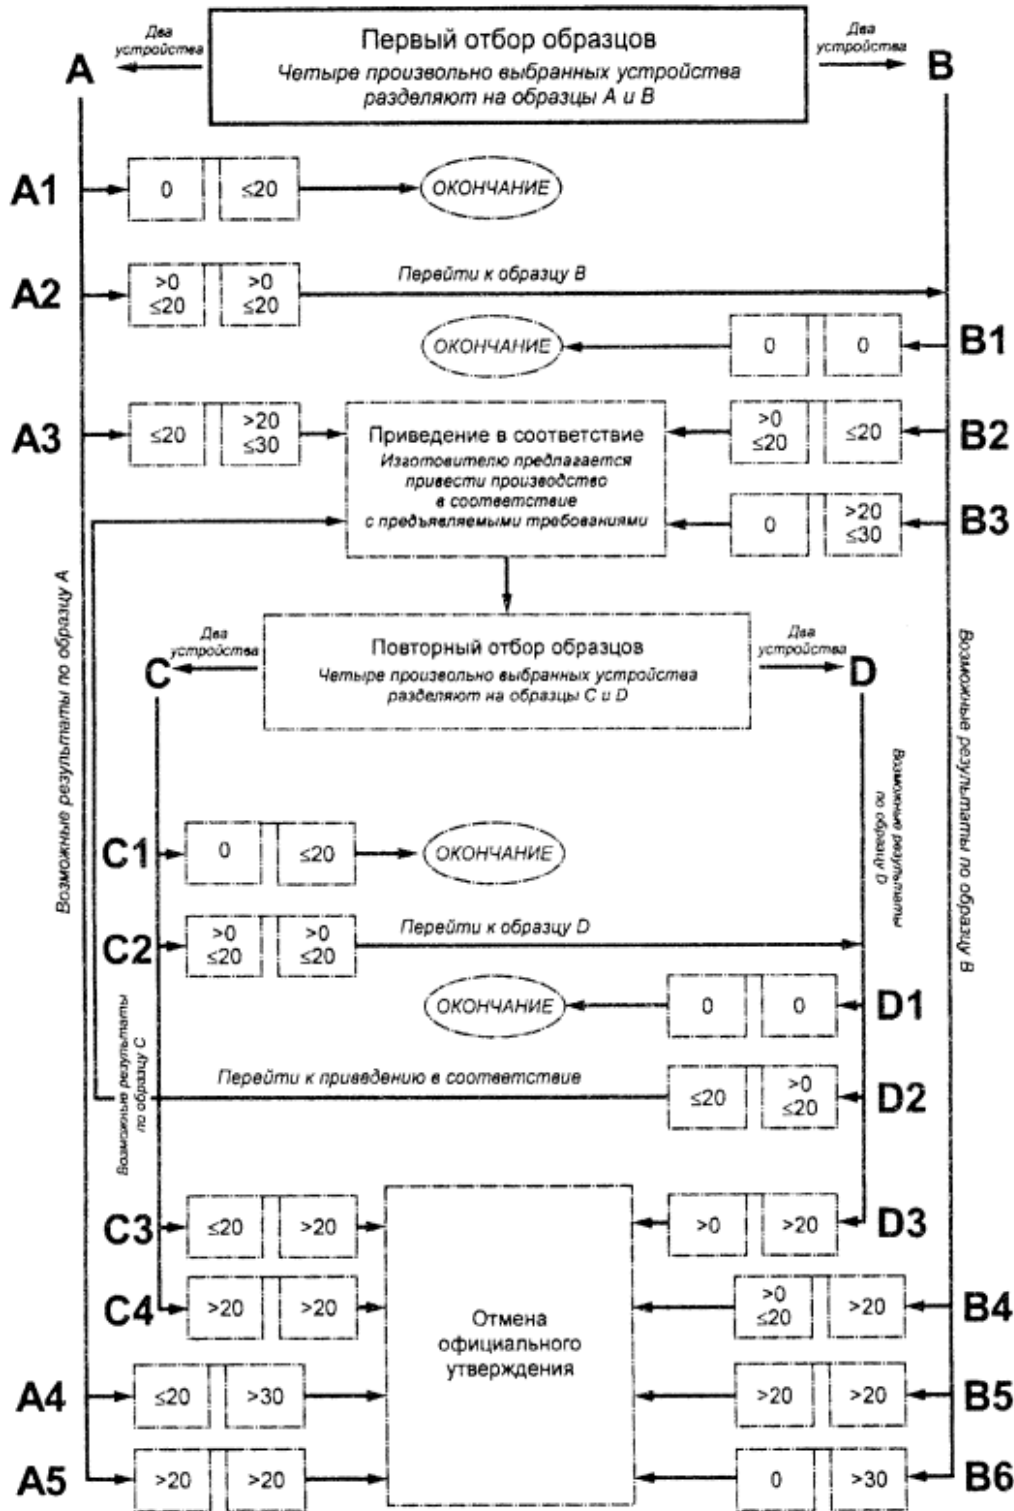 Два
устройства
A
Первый отбор образцов
Четыре произвольно выбранных устройства
разделяют на образцы А и В
Два
устройства
B
A1
0
≤20
ОКОНЧАНИЕ
A2
>0
≤20
>0
≤20
Перейти к образцу В
ОКОНЧАНИЕ
0
0
B1
A3
≤20
>20
≤30
Приведение в соответствие
Изготовителю предлагается
привести производство
в соответствие
с предъявляемыми требованиями
>0
≤20
≤20
B2
0
>20
≤30
B3
Возможные результаты по образцу А
Возможные результаты по образцу В
Два
устройства
C
Повторный отбор образцов
Четыре произвольно выбранных устройства
разделяют на образцы С и D
Два
устройства
D
Возможные результаты
по образцу D
C1
0
≤20
ОКОНЧАНИЕ
C2
>0
≤20
>0
≤20
Перейти к образцу D
ОКОНЧАНИЕ
0
0
D1
Возможные результаты
по образцу С
Перейти к приведению в соответствие
≤20
>0
≤20
D2
C3
≤20
>20
>0
>20
D3
C4
>20
>20
Отмена
официального
утверждения
>0
≤20
>20
B4
A4
≤20
>30
>20
>20
B5
A5
>20
>20
0
>30
B6